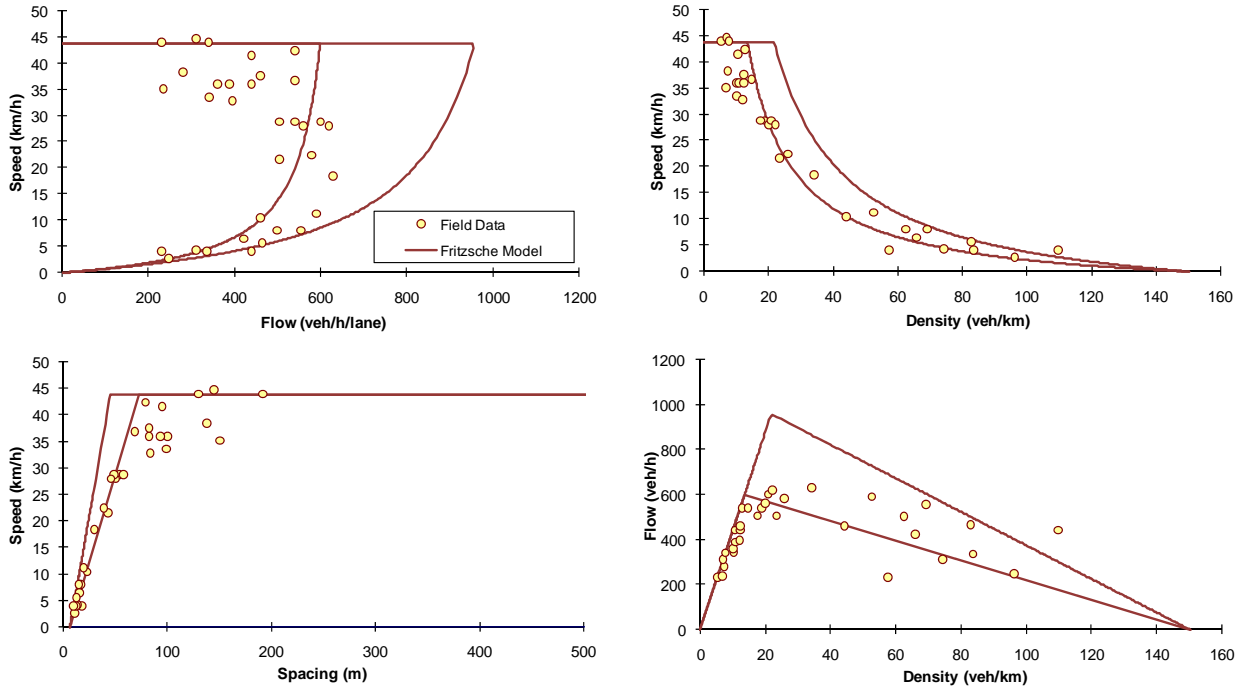 50
45
40
35
30
25
20
15
10
5
0
Speed (km/h)
0 200 400 600 800 1000 1200
Flow (veh/h/lane)
Field Data
Fritzsche Model
50
45
40
35
30
25
20
15
10
5
0
Speed (km/h)
0 20 40 60 80 100 120 140 160
Density (veh/km)
50
45
40
35
30
25
20
15
10
5
0
Speed (km/h)
0 100 200 300 400 500
Spacing (m)
1200
1000
800
600
400
200
0
Flow (veh/h)
0 20 40 60 80 100 120 140 160
Density (veh/km)